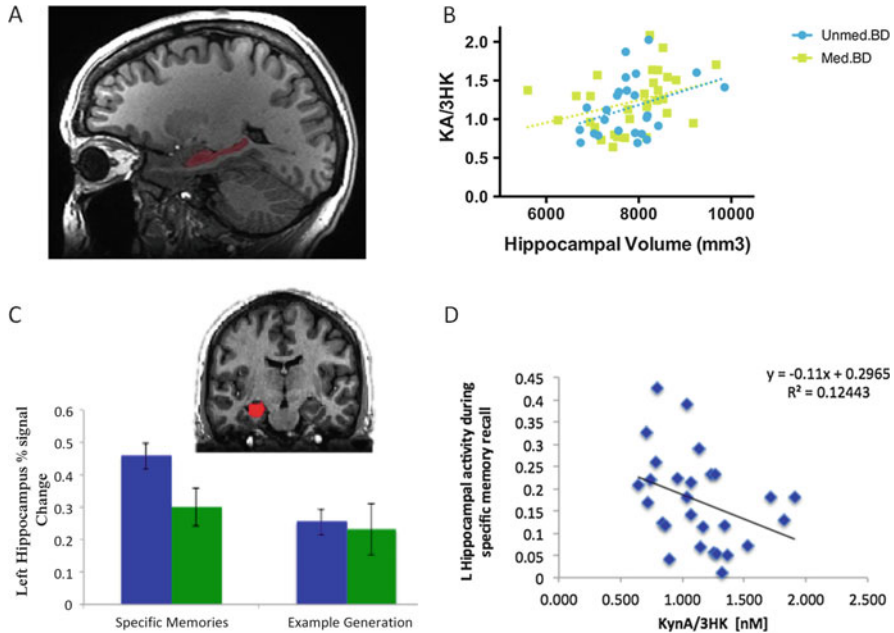 A
B
KA/3HK
2.0
1.5
1.0
0.5
0.0
6000 8000 10000
Hippocampal Volume (mm3)
Unmed.BD
Med.BD
C
Left Hippocampus % signal
Change
0.6
0.5
0.4
0.3
0.2
0.1
0
Specific Memories Example Generation
D
y = -0.11x + 0.2965
R² = 0.12443
L Hippocampal activity during
specific memory recall
0.45
0.4
0.35
0.3
0.25
0.2
0.15
0.1
0.05
0
0.000 0.500 1.000 1.500 2.000 2.500
KynA/3HK [nM]